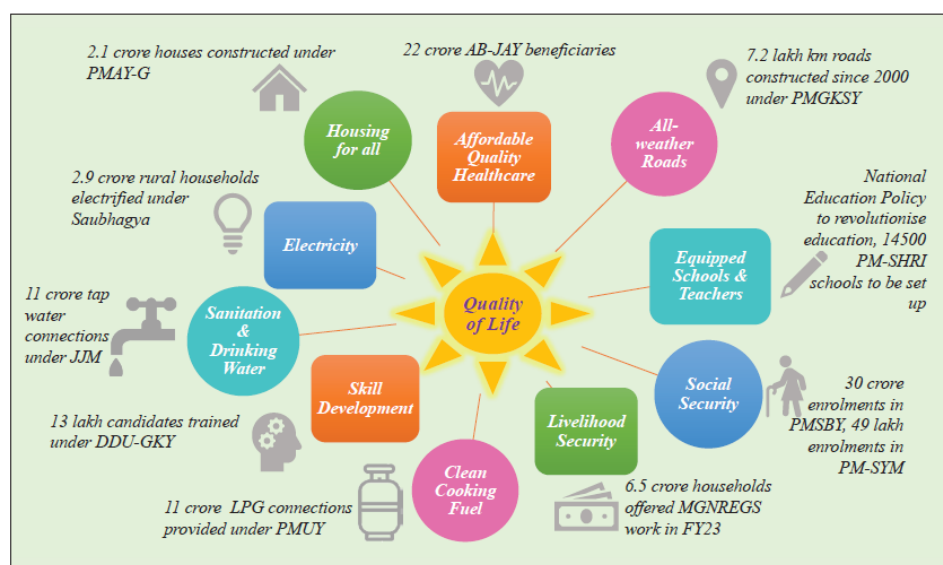 2.1 crore houses constructed under
PMAY-G
22 crore AB-JAY beneficiaries
7.2 lakh km roads
constructed since 2000
under PMGKSY
Housing
for all
Affordable
Quality
Healthcare
All-
weather
Roads
2.9 crore rural households
electrified under
Saubhagya
Electricity
National
Education Policy
to revolutionise
education, 14500
PM-SHRI
schools to be set
up
Equipped
Schools &
Teachers
Quality
of Life
11 crore tap
water
connections
under JJM
Sanitation
&
Drinking
Water
Skill
Development
Livelihood
Security
Social
Security
30 crore
enrolments in
PMSBY, 49 lakh
enrolments in
PM-SYM
13 lakh candidates trained
under DDU-GKY
Clean
Cooking
Fuel
11 crore LPG connections
provided under PMUY
6.5 crore households
offered MGNREGS
work in FY23